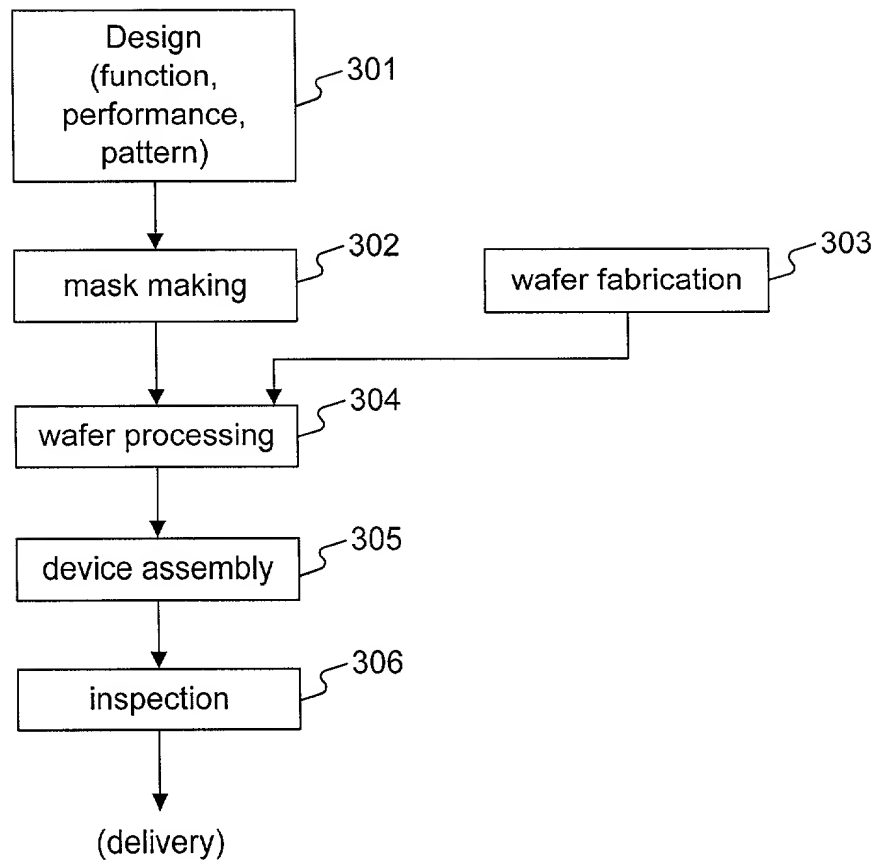 Design
(function,
performance,
pattern)
301
mask making
302
wafer fabrication
303
wafer processing
304
device assembly
305
inspection
306
(delivery)